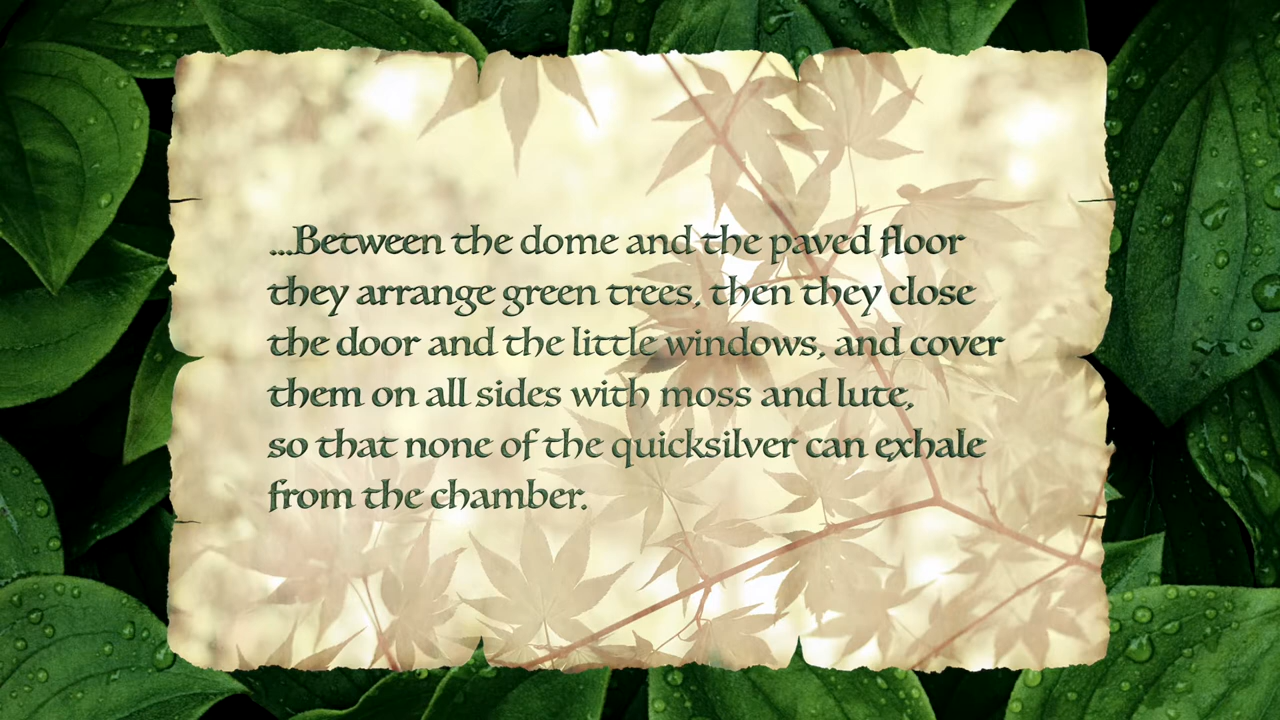 ...Between the dome and the paved floor
they arrange green trees, then they close
the door and the little windows, and cover
them on all sides with moss and lute,
so that none of the quicksilver can exhale
from the chamber.